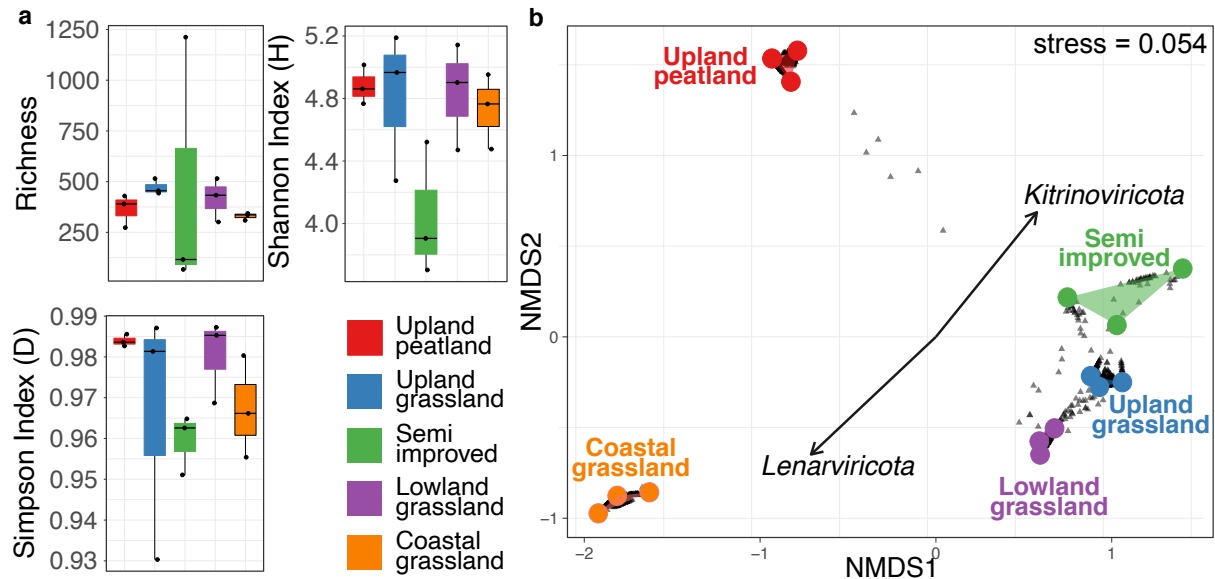 a
Richness
1250
1000
750
500
250
Shannon Index (H)
5.2
4.8
4.4
4.0
Simpson Index (D)
0.99
0.98
0.97
0.96
0.95
0.94
0.93
Upland
peatland
Upland
grassland
Semi
improved
Lowland
grassland
Coastal
grassland
b
stress = 0.054
Upland
peatland
Kitrinoviricota
Semi
improved
Upland
grassland
Lowland
grassland
Lenarviricota
Coastal
grassland
NMDS2
1
0
−1
−2
−1
0
1
NMDS1